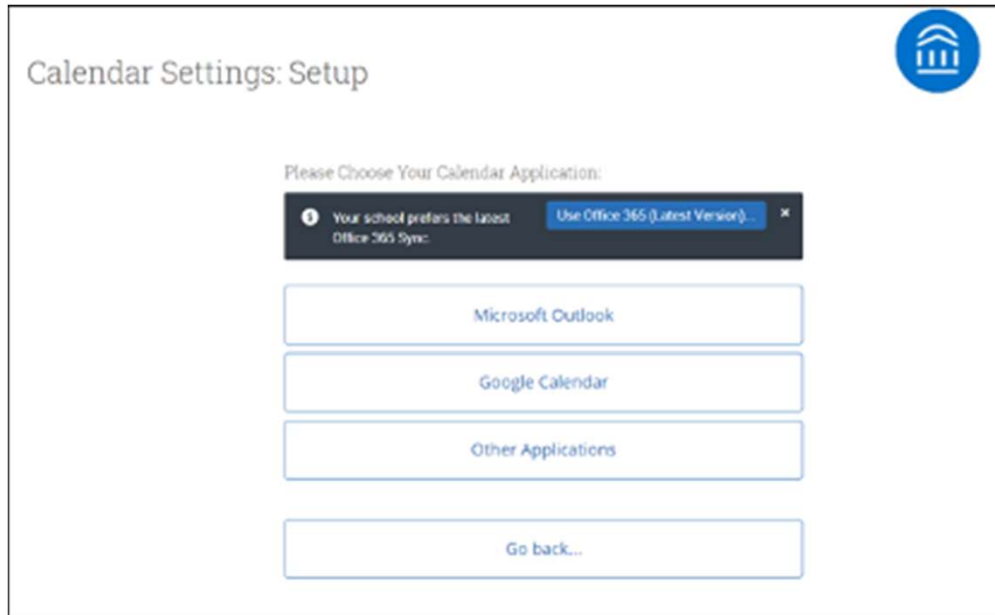 Calendar Settings: Setup
Please Choose Your Calendar Application:
Your school prefers the latest
Office 365 Sync.
Use Office 365 (Latest Version)...
×
Microsoft Outlook
Google Calendar
Other Applications
Go back...